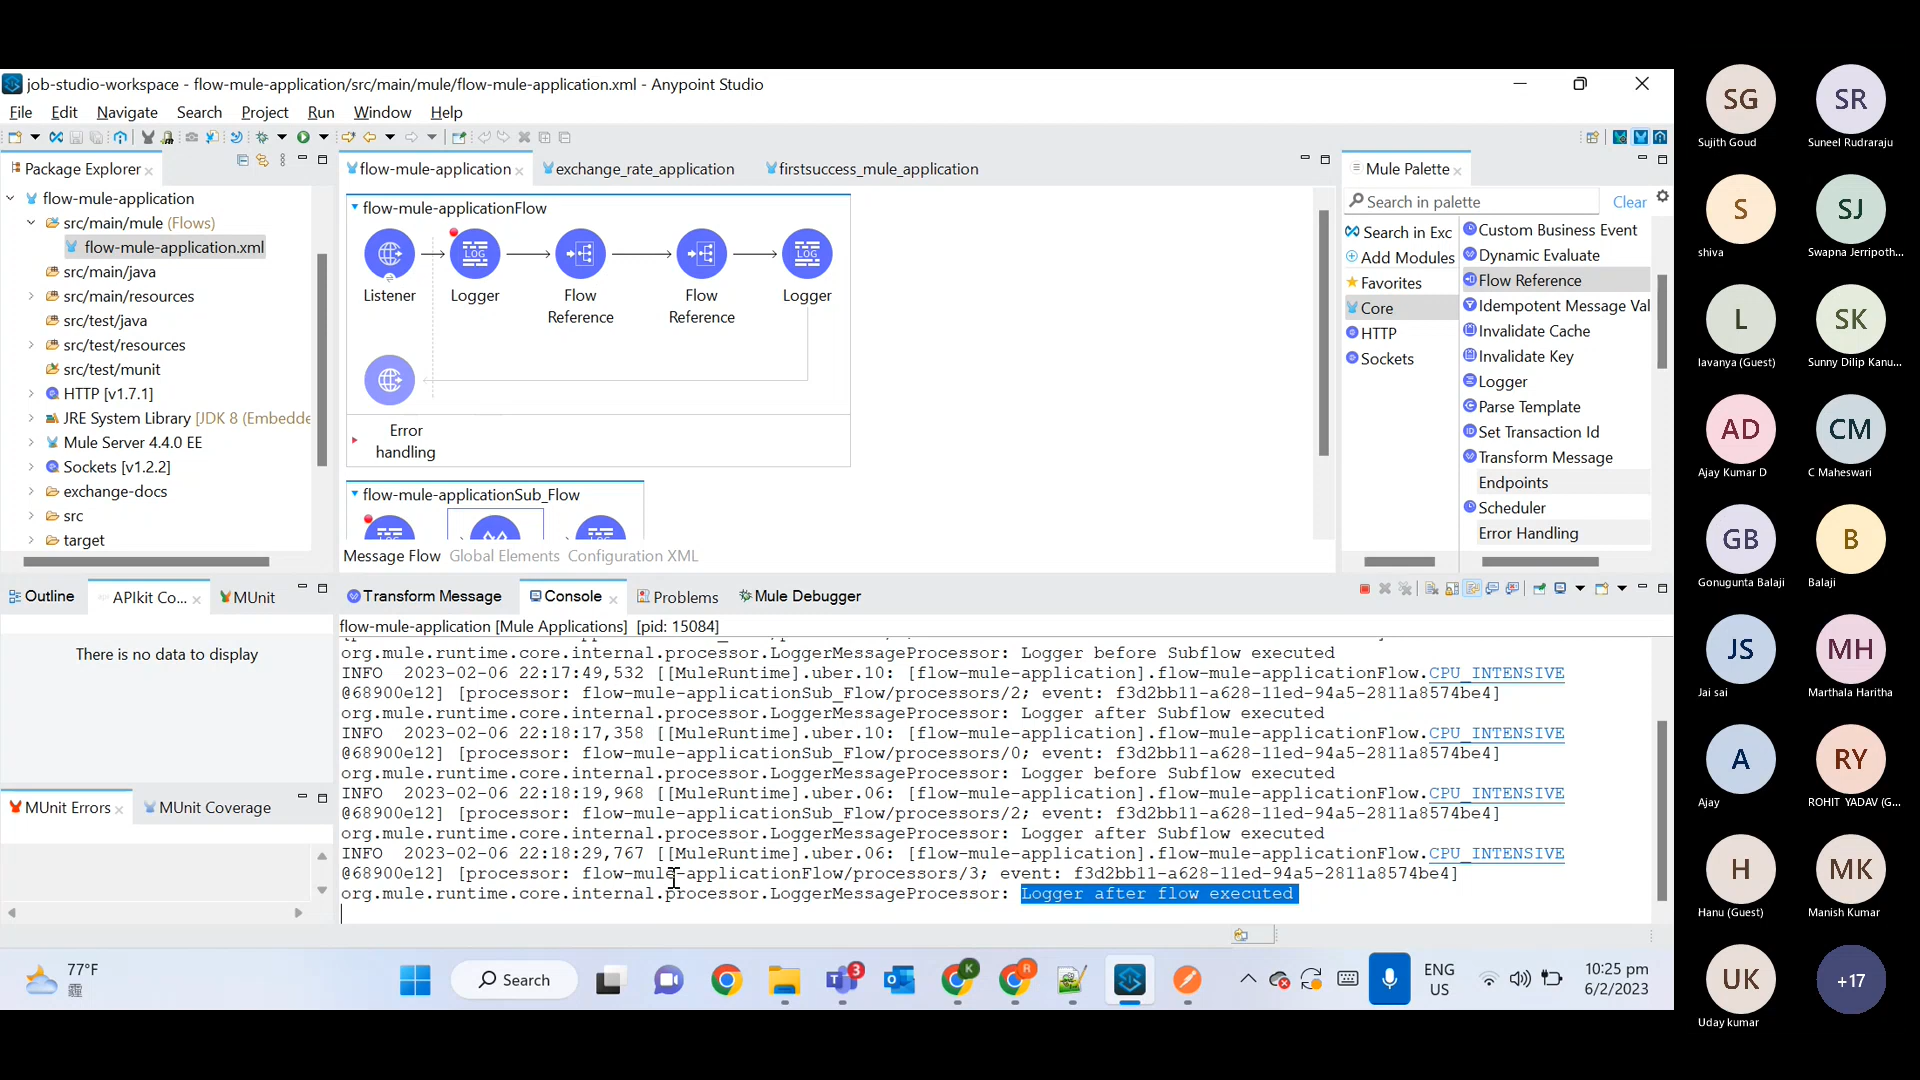 job-studio-workspace - flow-mule-application/src/main/mule/flow-mule-application.xml - Anypoint Studio
File Edit Navigate Search Project Run Window Help
Package Explorer
flow-mule-application
src/main/mule (Flows)
flow-mule-application.xml
src/main/java
src/main/resources
src/test/java
src/test/resources
src/test/munit
HTTP [v1.7.1]
JRE System Library [JDK 8 (Embedde
Mule Server 4.4.0 EE
Sockets [v1.2.2]
exchange-docs
src
target
flow-mule-application exchange_rate_application firstsuccess_mule_application
flow-mule-applicationFlow
LOG LOG
Listener Logger Flow Reference Flow Reference Logger
Error handling
flow-mule-applicationSub_Flow
Message Flow Global Elements Configuration XML
Mule Palette
Search in palette Clear
Search in Exc
Add Modules
Favorites
Core
HTTP
Sockets
Custom Business Event
Dynamic Evaluate
Flow Reference
Idempotent Message Val
Invalidate Cache
Invalidate Key
Logger
Parse Template
Set Transaction Id
Transform Message
Endpoints
Scheduler
Error Handling
Outline APIkit Co... MUnit
There is no data to display
MUnit Errors MUnit Coverage
Transform Message Console Problems Mule Debugger
flow-mule-application [Mule Applications] [pid: 15084]
org.mule.runtime.core.internal.processor.LoggerMessageProcessor: Logger before Subflow executed
INFO 2023-02-06 22:17:49,532 [[MuleRuntime].uber.10: [flow-mule-application].flow-mule-applicationFlow.CPU_INTENSIVE
@68900e12] [processor: flow-mule-applicationSub_Flow/processors/2; event: f3d2bb11-a628-11ed-94a5-2811a8574be4]
org.mule.runtime.core.internal.processor.LoggerMessageProcessor: Logger after Subflow executed
INFO 2023-02-06 22:18:17,358 [[MuleRuntime].uber.10: [flow-mule-application].flow-mule-applicationFlow.CPU_INTENSIVE
@68900e12] [processor: flow-mule-applicationSub_Flow/processors/0; event: f3d2bb11-a628-11ed-94a5-2811a8574be4]
org.mule.runtime.core.internal.processor.LoggerMessageProcessor: Logger before Subflow executed
INFO 2023-02-06 22:18:19,968 [[MuleRuntime].uber.06: [flow-mule-application].flow-mule-applicationFlow.CPU_INTENSIVE
@68900e12] [processor: flow-mule-applicationSub_Flow/processors/2; event: f3d2bb11-a628-11ed-94a5-2811a8574be4]
org.mule.runtime.core.internal.processor.LoggerMessageProcessor: Logger after Subflow executed
INFO 2023-02-06 22:18:29,767 [[MuleRuntime].uber.06: [flow-mule-application].flow-mule-applicationFlow.CPU_INTENSIVE
@68900e12] [processor: flow-mule-applicationFlow/processors/3; event: f3d2bb11-a628-11ed-94a5-2811a8574be4]
org.mule.runtime.core.internal.processor.LoggerMessageProcessor: Logger after flow executed
77°F
霾
Search
3
K
R
ENG
US
10:25 pm
6/2/2023
SG SR
Sujith Goud Suneel Rudraraju
S SJ
shiva Swapna Jerripoth...
L SK
lavanya (Guest) Sunny Dilip Kanu...
AD CM
Ajay Kumar D C Maheswari
GB B
Gonugunta Balaji Balaji
JS MH
Jai sai Marthala Haritha
A RY
Ajay ROHIT YADAV (G...
H MK
Hanu (Guest) Manish Kumar
UK +17
Uday kumar